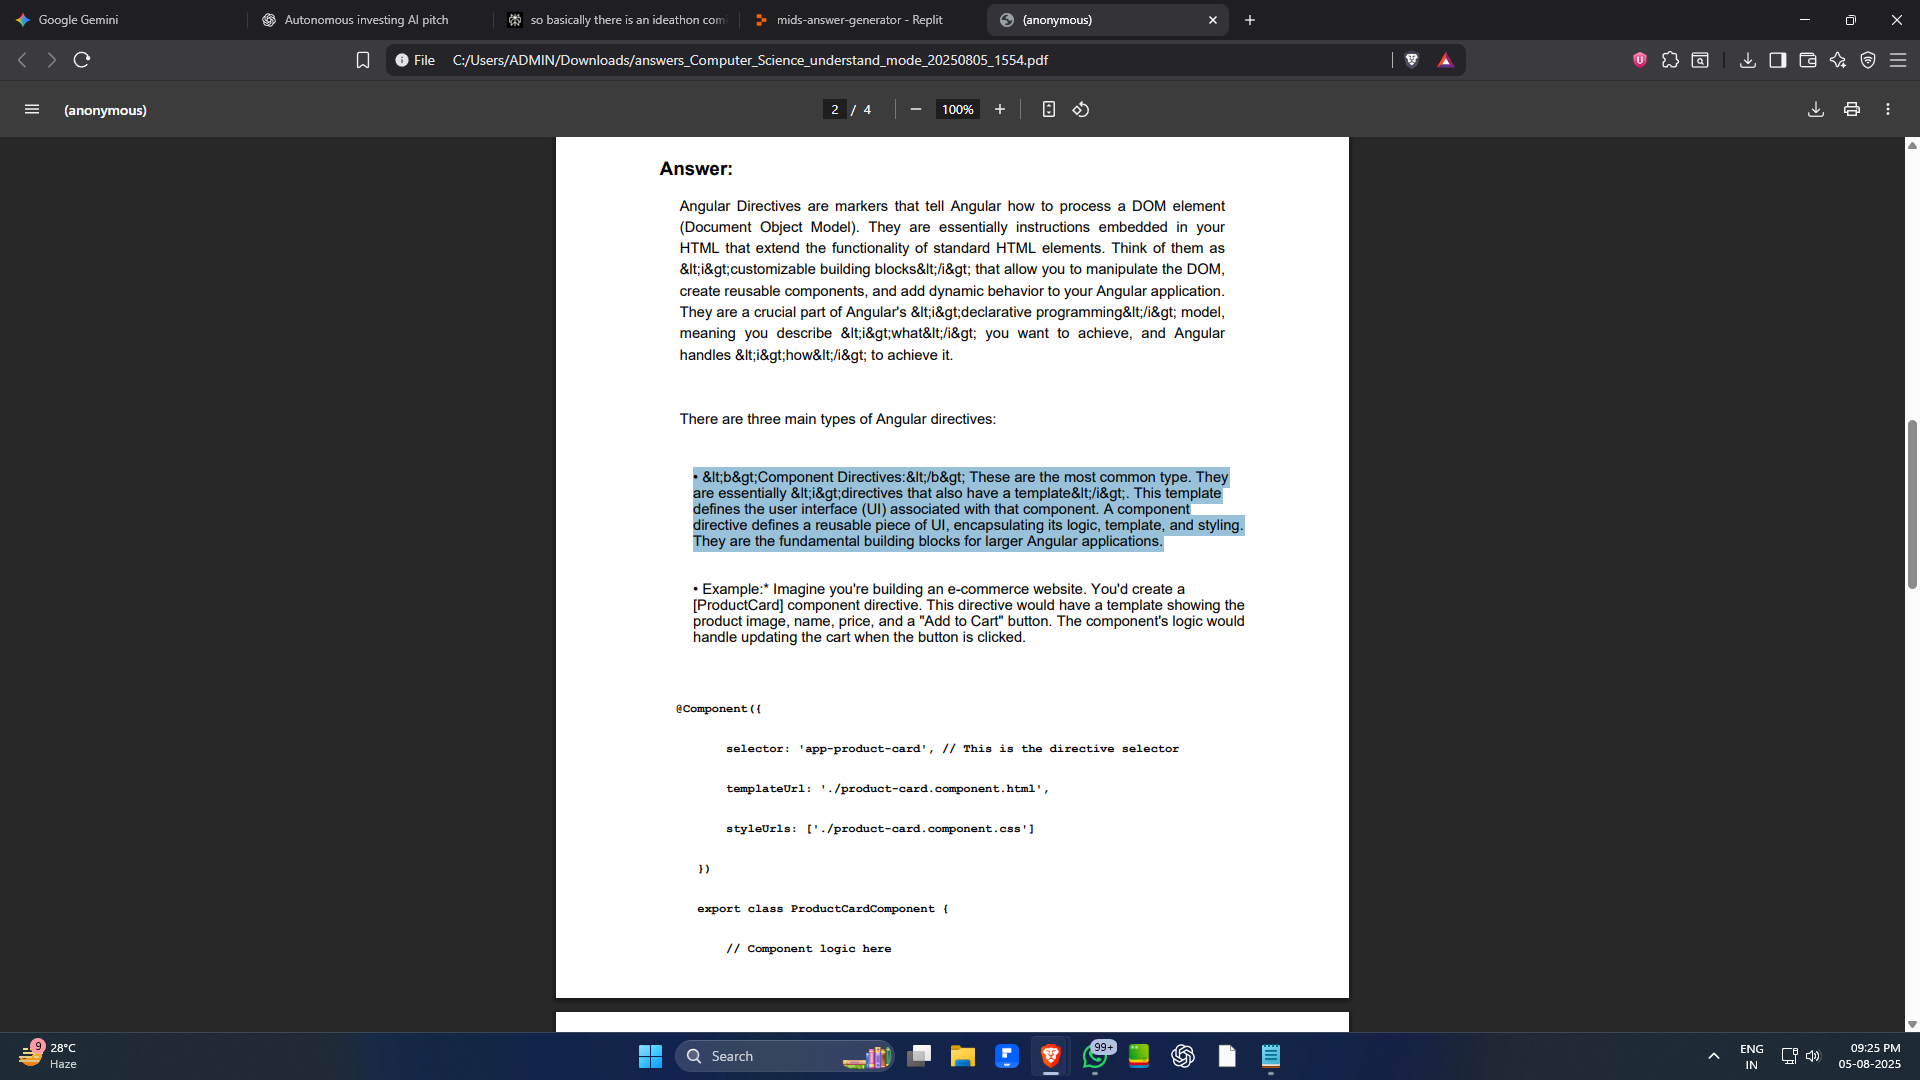 Google Gemini
Autonomous investing AI pitch
so basically there is an ideathon com
mids-answer-generator - Replit
(anonymous)
File C:/Users/ADMIN/Downloads/answers_Computer_Science_understand_mode_20250805_1554.pdf
(anonymous)
2 / 4
100%
Answer:
Angular Directives are markers that tell Angular how to process a DOM element
(Document Object Model). They are essentially instructions embedded in your
HTML that extend the functionality of standard HTML elements. Think of them as
&lt;i&gt;customizable building blocks&lt;/i&gt; that allow you to manipulate the DOM,
create reusable components, and add dynamic behavior to your Angular application.
They are a crucial part of Angular's &lt;i&gt;declarative programming&lt;/i&gt; model,
meaning you describe &lt;i&gt;what&lt;/i&gt; you want to achieve, and Angular
handles &lt;i&gt;how&lt;/i&gt; to achieve it.
There are three main types of Angular directives:
• &lt;b&gt;Component Directives:&lt;/b&gt; These are the most common type. They
are essentially &lt;i&gt;directives that also have a template&lt;/i&gt;. This template
defines the user interface (UI) associated with that component. A component
directive defines a reusable piece of UI, encapsulating its logic, template, and styling.
They are the fundamental building blocks for larger Angular applications.
• Example:* Imagine you're building an e-commerce website. You'd create a
[ProductCard] component directive. This directive would have a template showing the
product image, name, price, and a "Add to Cart" button. The component's logic would
handle updating the cart when the button is clicked.
@Component({
selector: 'app-product-card', // This is the directive selector
templateUrl: './product-card.component.html',
styleUrls: ['./product-card.component.css']
})
export class ProductCardComponent {
// Component logic here
9
28°C
Haze
Search
99+
ENG
IN
09:25 PM
05-08-2025